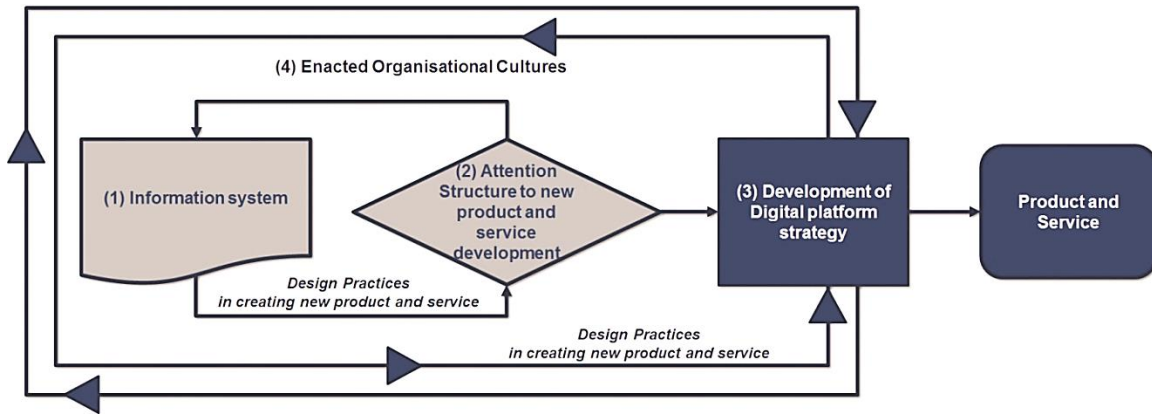 (4) Enacted Organisational Cultures
(1) Information system
(2) Attention
Structure to new
product and
service
development
(3) Development of
Digital platform
strategy
Product and
Service
Design Practices
in creating new product and service
Design Practices
in creating new product and service